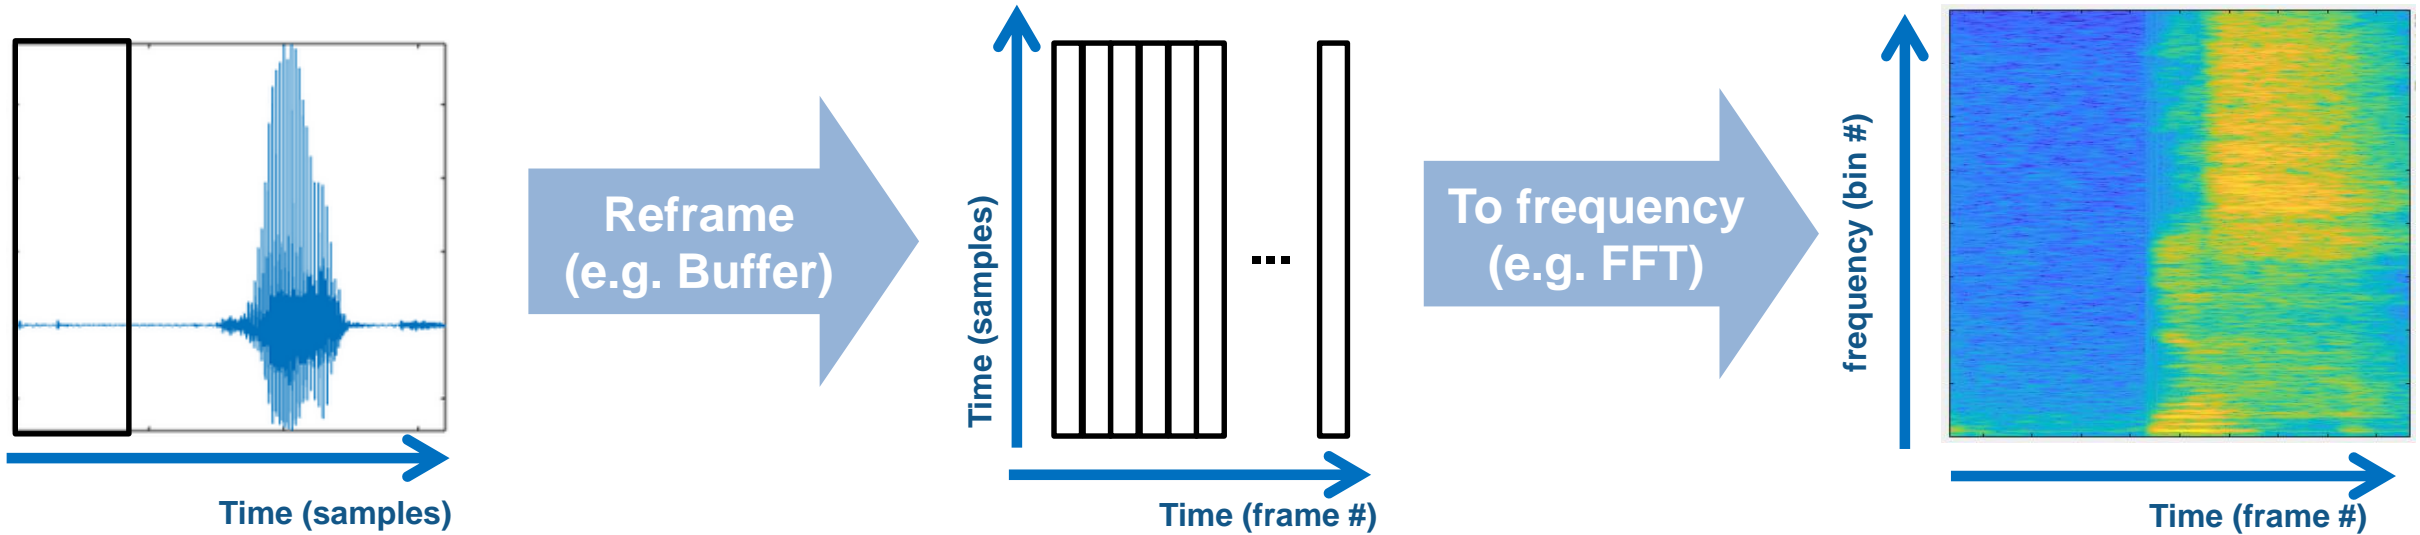 Time (samples)
Reframe
(e.g. Buffer)
Time (samples)
...
Time (frame #)
To frequency
(e.g. FFT)
frequency (bin #)
Time (frame #)